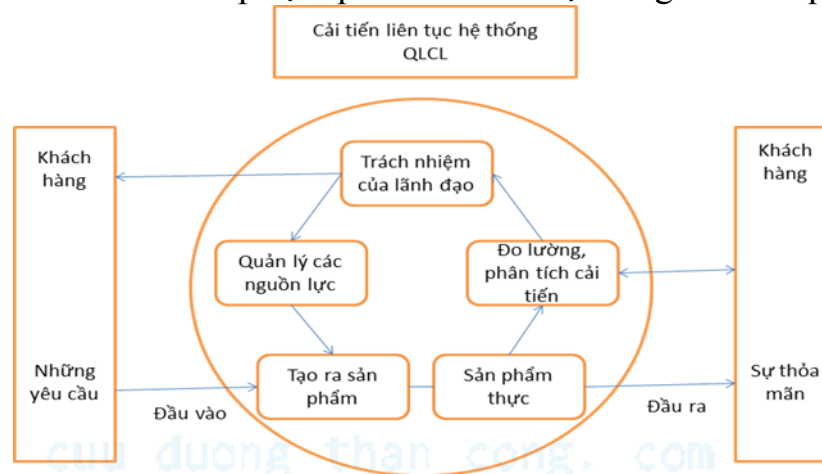 Cải tiến liên tục hệ thống
QLCL
Khách
hàng
Trách nhiệm
của lãnh đạo
Khách
hàng
Quản lý các
nguồn lực
Đo lường,
phân tích cải
tiến
Những
yêu cầu
Đầu vào
Tạo ra sản
phẩm
Sản phẩm
thực
Đầu ra
Sự thỏa
mãn
cuu duong than cong. com